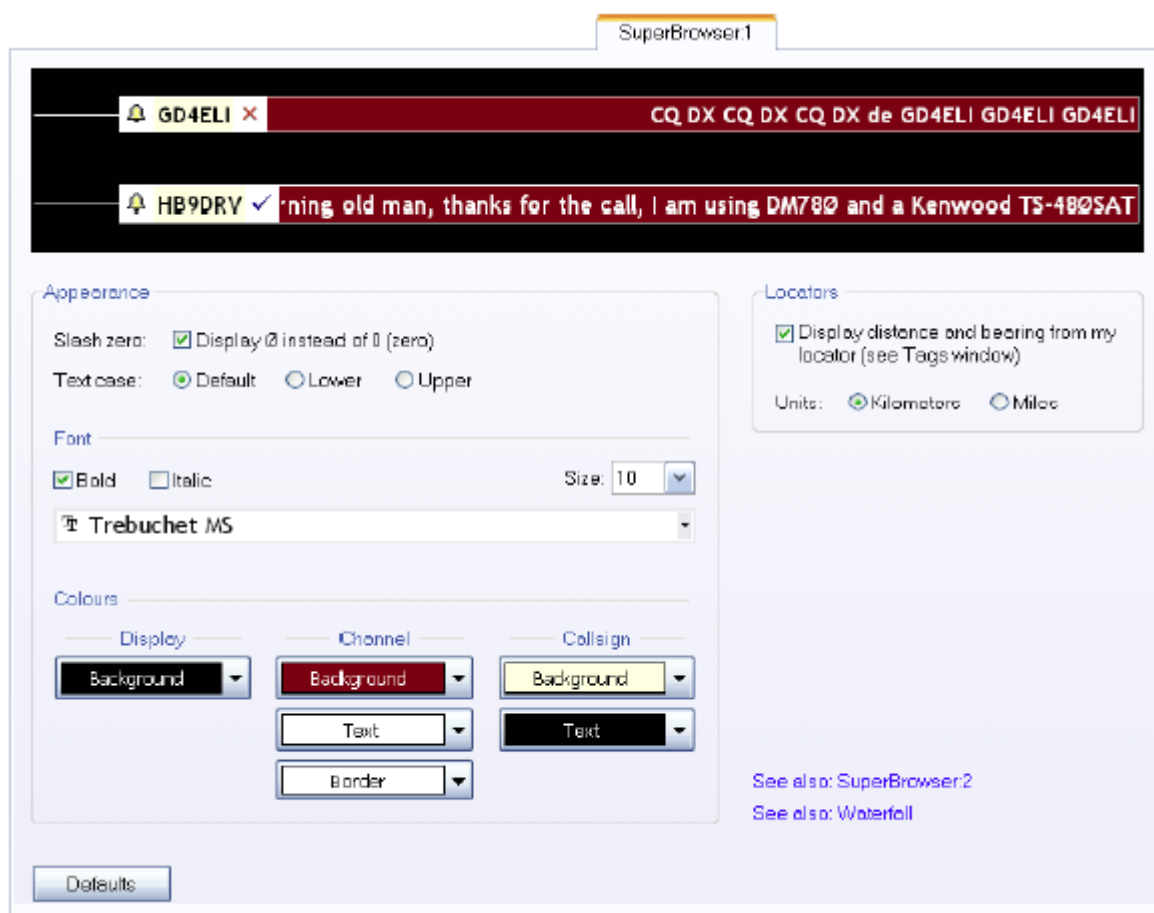 SuperBrowser:1
GD4ELI CQ DX CQ DX CQ DX de GD4ELI GD4ELI GD4ELI
HB9DRV rning old man, thanks for the call, I am using DM78Ø and a Kenwood TS-48ØSAT
Appearance
Slash zero: Display Ø instead of 0 (zero)
Text case: Default Lower Upper
Font
Bold Italic Size: 10
Trebuchet MS
Colours
Display Channel Callsign
Background Background Background
Text Text
Border
Locators
Display distance and bearing from my
locator (see Tags window)
Units: Kilometers Miles
See also: SuperBrowser:2
See also: Waterfall
Defaults